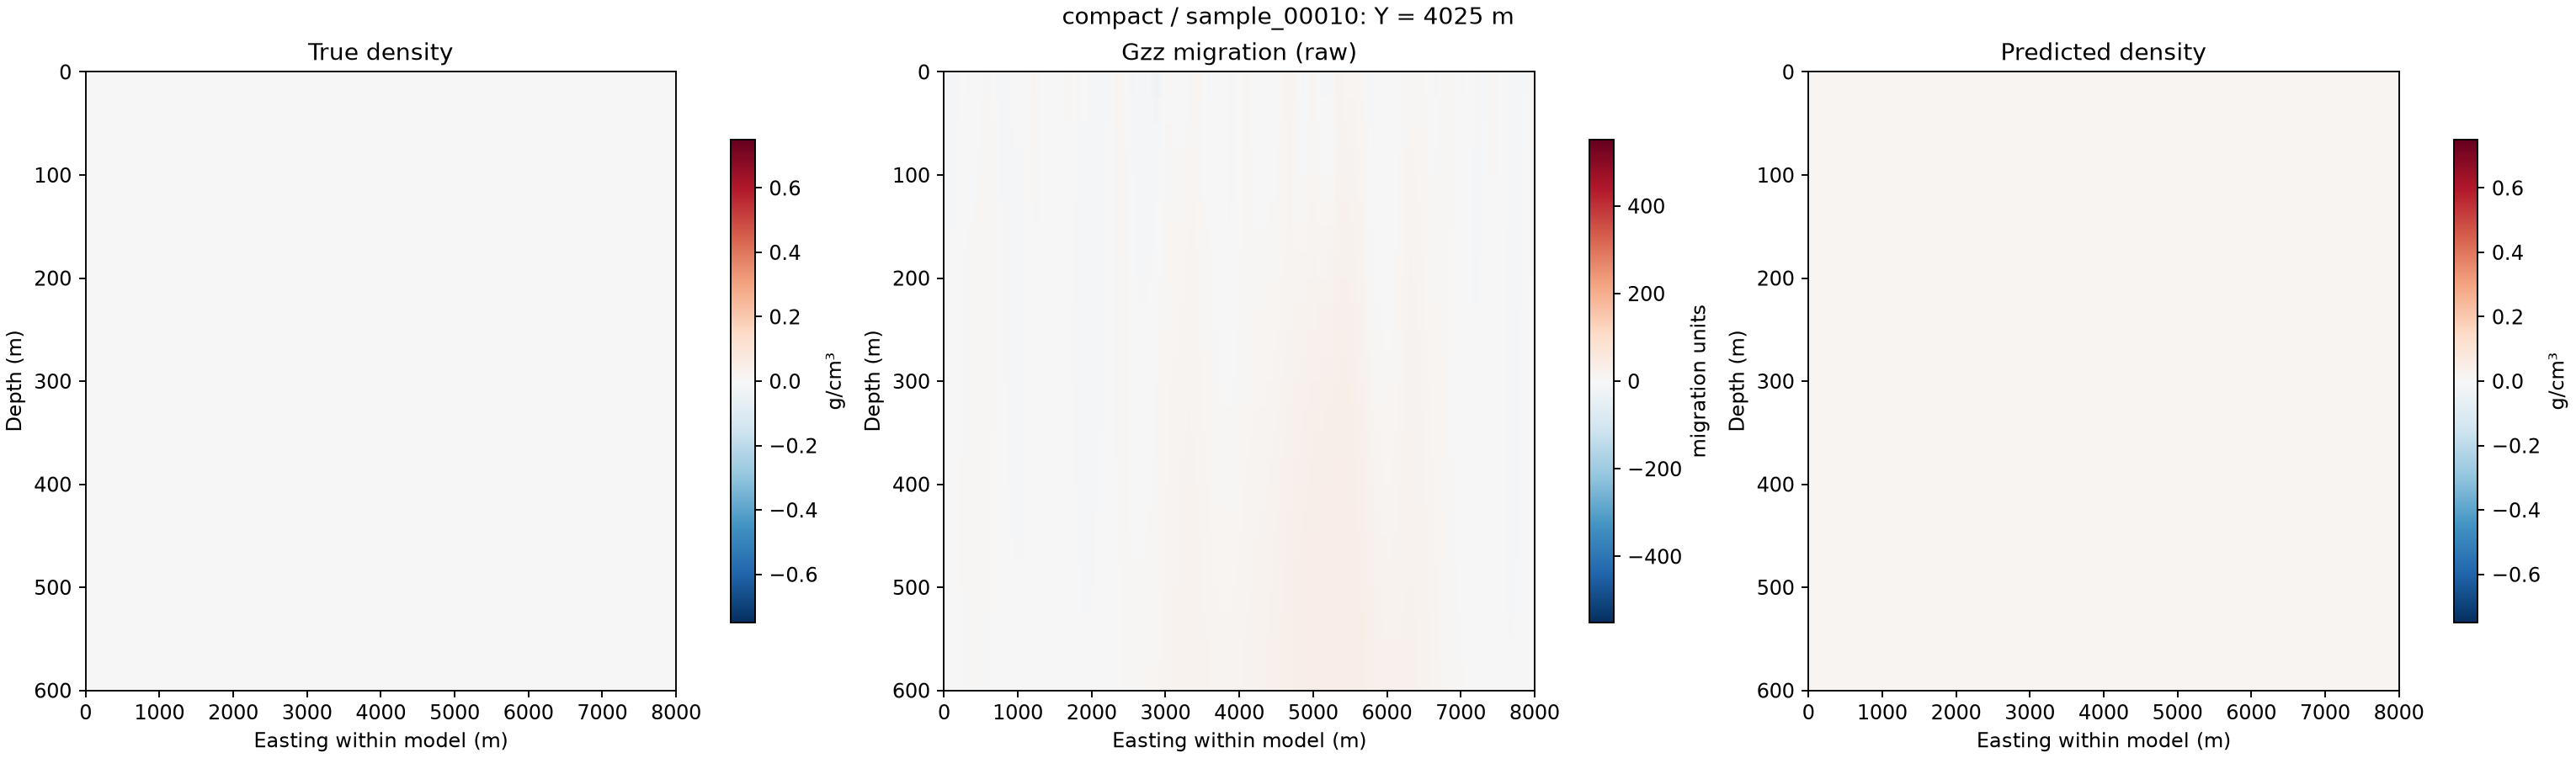 compact / sample_00010: Y = 4025 m
True density
0
100
200
300
400
500
600
Depth (m)
0 1000 2000 3000 4000 5000 6000 7000 8000
Easting within model (m)
0.6
0.4
0.2
0.0
−0.2
−0.4
−0.6
g/cm³
Gzz migration (raw)
0
100
200
300
400
500
600
Depth (m)
0 1000 2000 3000 4000 5000 6000 7000 8000
Easting within model (m)
400
200
0
−200
−400
migration units
Predicted density
0
100
200
300
400
500
600
Depth (m)
0 1000 2000 3000 4000 5000 6000 7000 8000
Easting within model (m)
0.6
0.4
0.2
0.0
−0.2
−0.4
−0.6
g/cm³